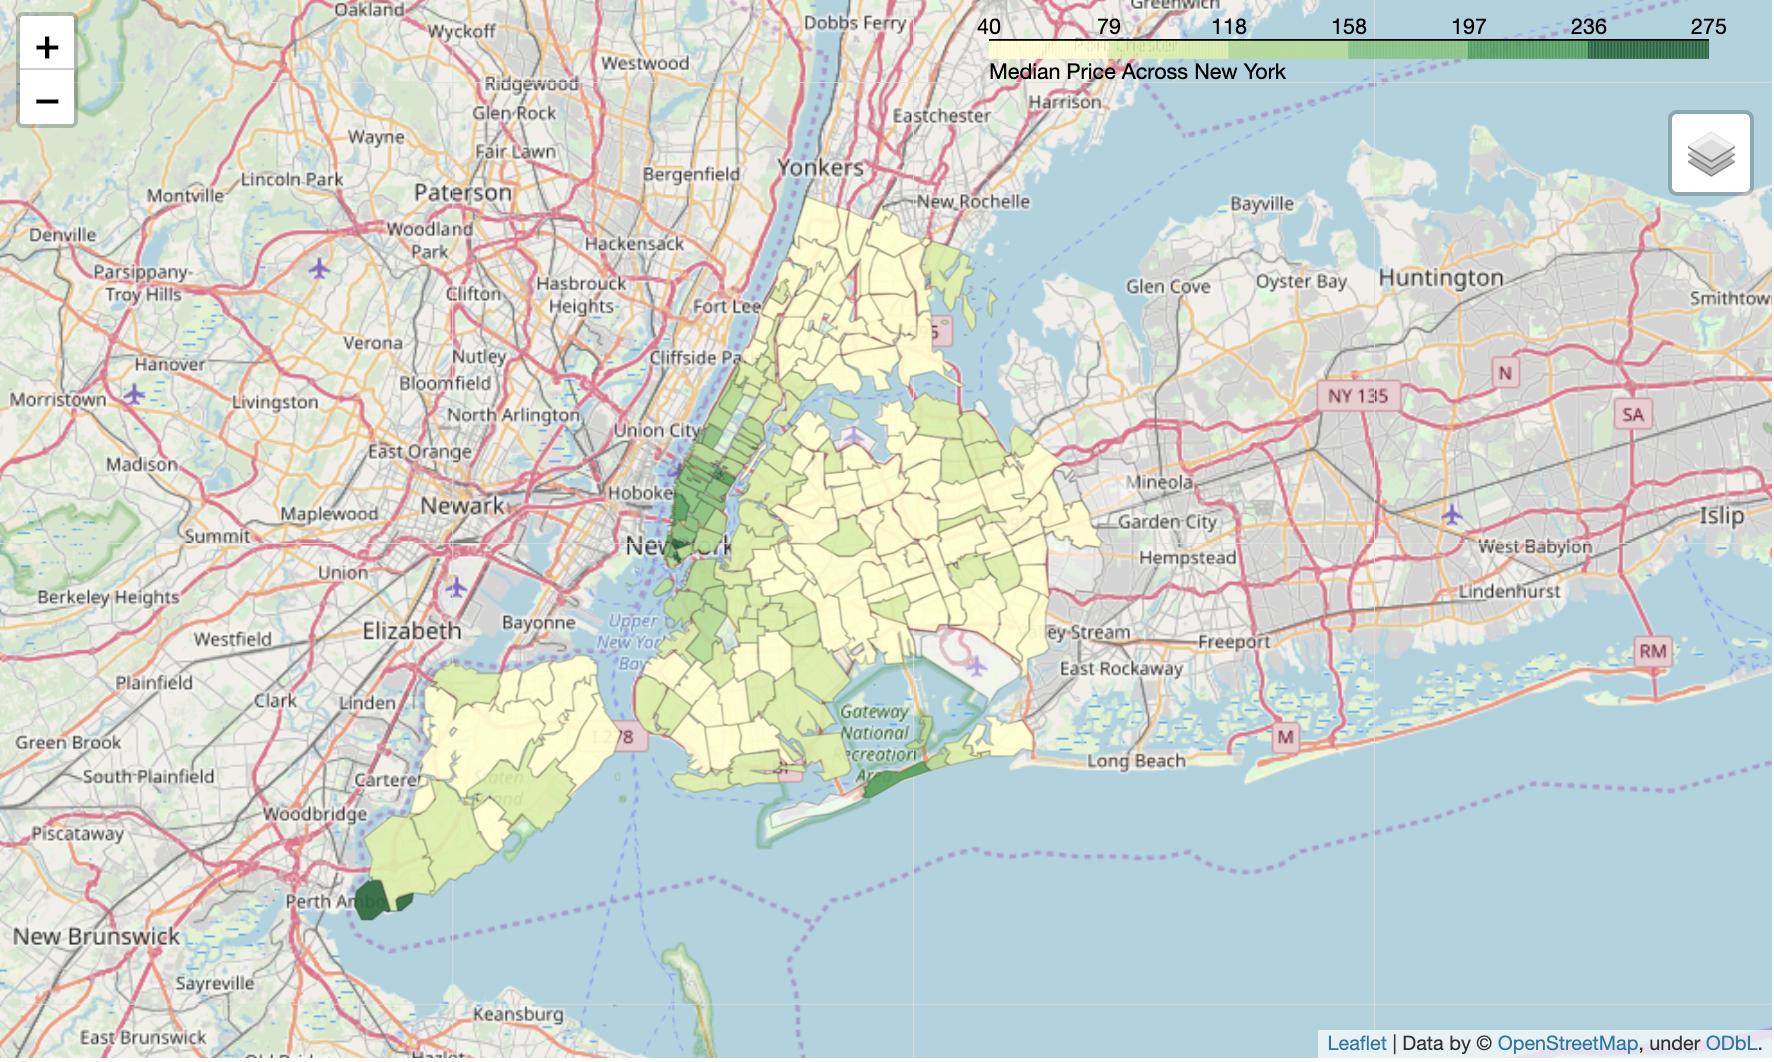 +
−
40 79 118 158 197 236 275
Median Price Across New York
Oakland
Wyckoff
Dobbs Ferry
Greenwich
Port Chester
Westwood
Ridgewood
Glen Rock
Harrison
Eastchester
Wayne
Fair Lawn
Bergenfield
Yonkers
Lincoln Park
Montville
Paterson
New Rochelle
Bayville
Woodland
Park
Denville
Hackensack
Parsippany-
Troy Hills
Clifton
Hasbrouck
Heights
Fort Lee
Glen Cove
Oyster Bay
Huntington
Smithtow
Verona
Nutley
Cliffside Pa
Hanover
Bloomfield
N
Morristown
Livingston
North Arlington
NY 135
SA
Union City
East Orange
Madison
Mineola
Newark
Hoboke
Maplewood
Garden City
Islip
Summit
New York
Hempstead
West Babylon
Union
Berkeley Heights
Lindenhurst
Bayonne
Elizabeth
Upper
New York
Bay
Westfield
ey Stream
Freeport
East Rockaway
RM
Plainfield
Clark
Linden
Gateway
National
Recreation
Area
I 278
M
Green Brook
South Plainfield
Carteret
Staten
Island
Long Beach
Woodbridge
Piscataway
Perth Ambo
New Brunswick
Sayreville
Keansburg
East Brunswick
Hazlet
Leaflet | Data by © OpenStreetMap, under ODbL.